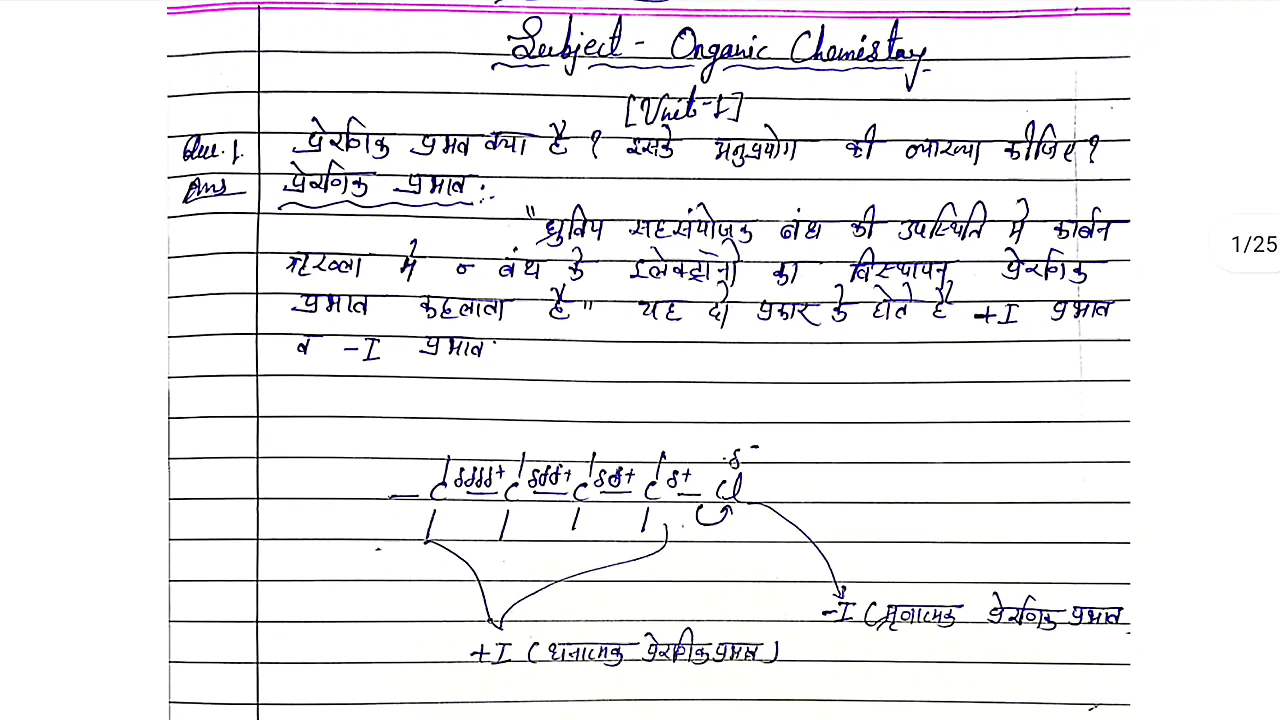 Subject - Organic Chemistry
[Unit-I]
Que. 1. प्रेरणिक प्रभव क्या है ? इसके अनुप्रयोग की व्याख्या कीजिए ?
Ans प्रेरणिक प्रभाव :-
"ध्रुविय सहसंयोजक बंध की उपस्थिति मे कार्बन
श्रृंखला मे σ बंध के इलेक्ट्रोनो का विस्थापन प्रेरणिक
प्रभाव कहलाता है" यह दो प्रकार के होते है +I प्रभाव
व -I प्रभाव.
1/25
δ-
– C δδδδ+ – C δδδ+ – C δδ+ – C δ+ – Cl
-I (ऋृनात्मक प्रेरणिक प्रभाव
+I (धनात्मक प्रेरणीक प्रभाव)